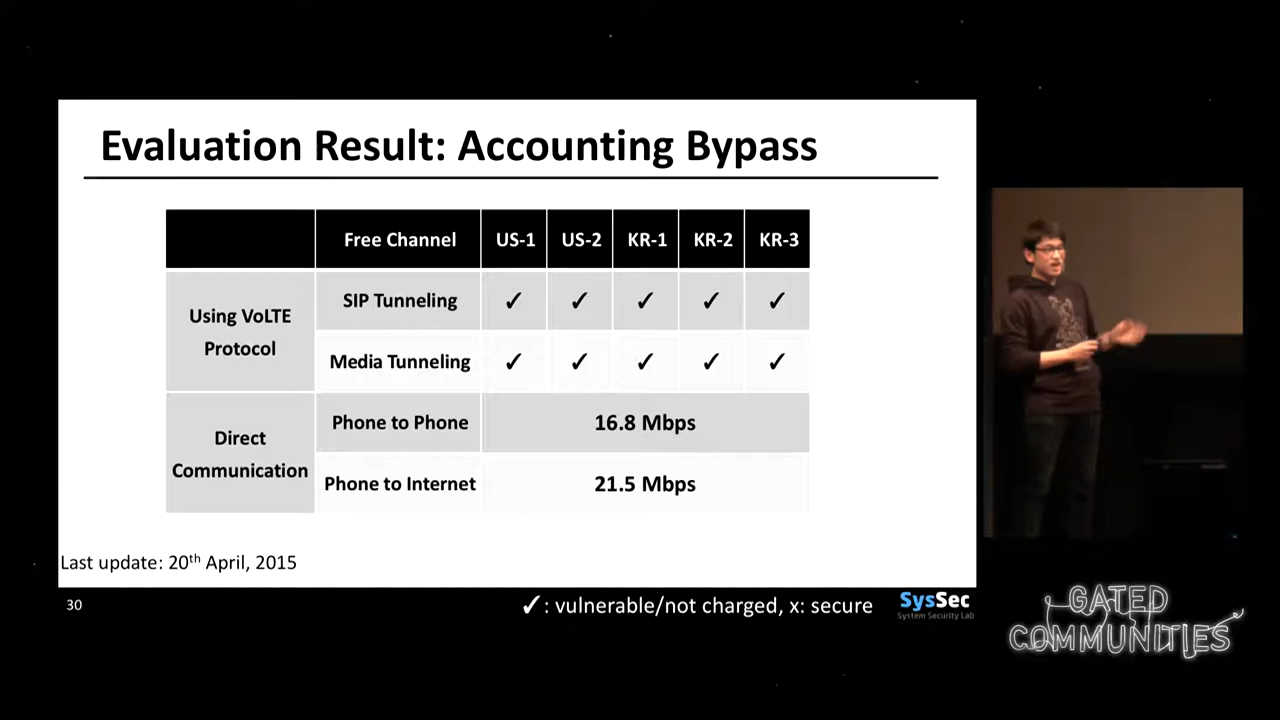 Evaluation Result: Accounting Bypass
Free Channel US-1 US-2 KR-1 KR-2 KR-3
Using VoLTE
Protocol
SIP Tunneling ✓ ✓ ✓ ✓ ✓
Media Tunneling ✓ ✓ ✓ ✓ ✓
Direct
Communication
Phone to Phone 16.8 Mbps
Phone to Internet 21.5 Mbps
Last update: 20th April, 2015
30
✓: vulnerable/not charged, x: secure
SysSec
System Security Lab
GATED
COMMUNITIES